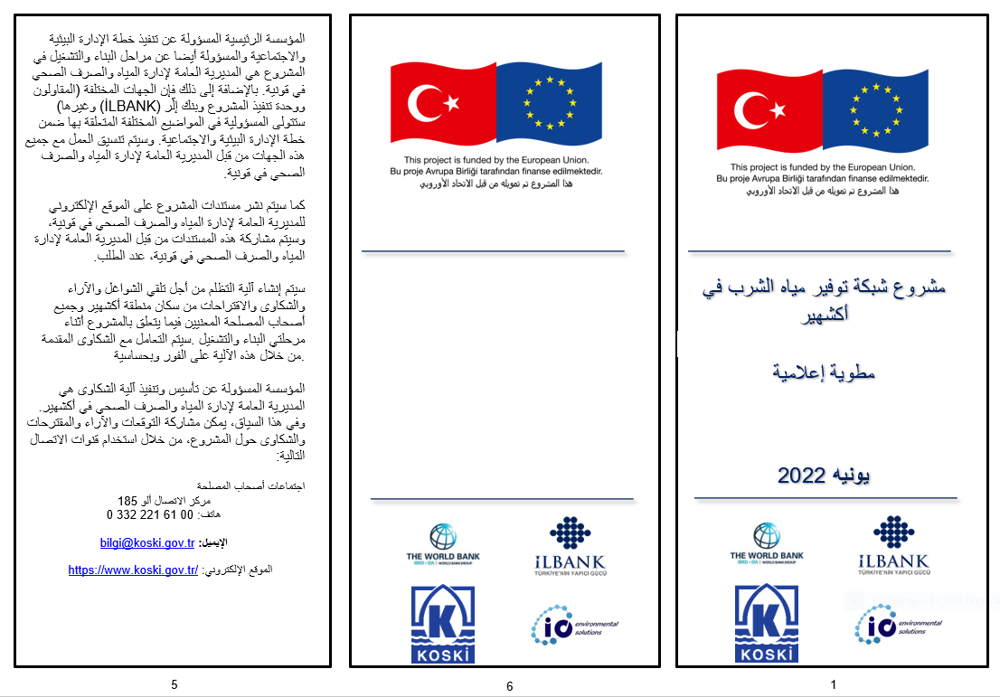 المؤسسة الرئيسية المسؤولة عن تنفيذ خطة الإدارة البيئية
والاجتماعية والمسؤولة أيضا عن مراحل البناء والتشغيل في
المشروع هي المديرية العامة لإدارة المياه والصرف الصحي
في قونية. بالإضافة إلى ذلك فإن الجهات المختلفة (المقاولون
ووحدة تنفيذ المشروع وبنك إلّر (İLBANK) وغيرها)
ستتولى المسؤولية في المواضيع المختلفة المتعلقة بها ضمن
خطة الإدارة البيئية والاجتماعية. وسيتم تنسيق العمل مع جميع
هذه الجهات من قبل المديرية العامة لإدارة المياه والصرف
الصحي في قونية.
كما سيتم نشر مستندات المشروع على الموقع الإلكتروني
للمديرية العامة لإدارة المياه والصرف الصحي في قونية،
وسيتم مشاركة هذه المستندات من قبل المديرية العامة لإدارة
المياه والصرف الصحي في قونية، عند الطلب.
سيتم إنشاء آلية التظلم من أجل تلقي الشواغل والآراء
والشكاوى والاقتراحات من سكان منطقة أكشهير وجميع
أصحاب المصلحة المعنيين فيما يتعلق بالمشروع أثناء
مرحلتي البناء والتشغيل .سيتم التعامل مع الشكاوى المقدمة
.من خلال هذه الآلية على الفور وبحساسية
المؤسسة المسؤولة عن تأسيس وتنفيذ آلية الشكاوى هي
المديرية العامة لإدارة المياه والصرف الصحي في أكشهير.
وفي هذا السياق، يمكن مشاركة التوقعات والآراء والمقترحات
والشكاوى حول المشروع، من خلال استخدام قنوات الاتصال
التالية:
اجتماعات أصحاب المصلحة
مركز الاتصال ألو 185
هاتف: 00 61 221 332 0
الإيميل: bilgi@koski.gov.tr
الموقع الإلكتروني: https://www.koski.gov.tr/
5
This project is funded by the European Union.
Bu proje Avrupa Birliği tarafından finanse edilmektedir.
هذا المشروع تم تمويله من قبل الاتحاد الأوروبي
THE WORLD BANK
IBRD • IDA | WORLD BANK GROUP
İLBANK
TÜRKİYE'NİN YAPICI GÜCÜ
K
KOSKİ
io environmental
solutions
6
This project is funded by the European Union.
Bu proje Avrupa Birliği tarafından finanse edilmektedir.
هذا المشروع تم تمويله من قبل الاتحاد الأوروبي
مشروع شبكة توفير مياه الشرب في
أكشهير
مطوية إعلامية
يونيه 2022
THE WORLD BANK
IBRD • IDA | WORLD BANK GROUP
İLBANK
TÜRKİYE'NİN YAPICI GÜCÜ
K
KOSKİ
io environmental
solutions
1